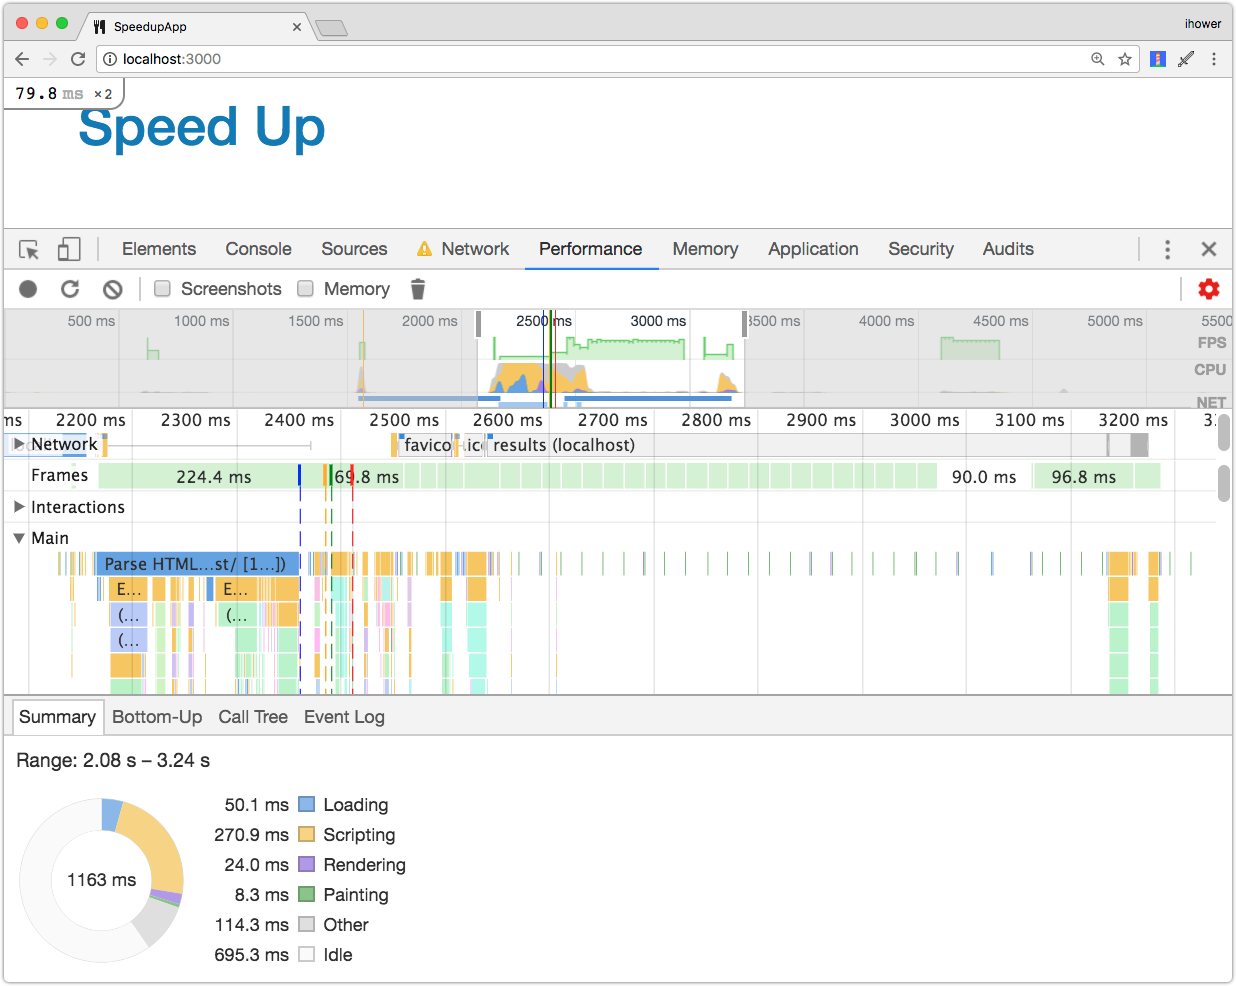 SpeedupApp
ihower
localhost:3000
79.8 ms ×2
Speed Up
Elements Console Sources Network Performance Memory Application Security Audits
Screenshots Memory
500 ms 1000 ms 1500 ms 2000 ms 2500 ms 3000 ms 3500 ms 4000 ms 4500 ms 5000 ms 5500
FPS
CPU
NET
ms 2200 ms 2300 ms 2400 ms 2500 ms 2600 ms 2700 ms 2800 ms 2900 ms 3000 ms 3100 ms 3200 ms
Network favico .ico results (localhost)
Frames 224.4 ms 69.8 ms 90.0 ms 96.8 ms
Interactions
Main
Parse HTML...st/ [1...])
E... E...
(... (...
(...
Summary Bottom-Up Call Tree Event Log
Range: 2.08 s – 3.24 s
50.1 ms Loading
270.9 ms Scripting
24.0 ms Rendering
1163 ms
8.3 ms Painting
114.3 ms Other
695.3 ms Idle